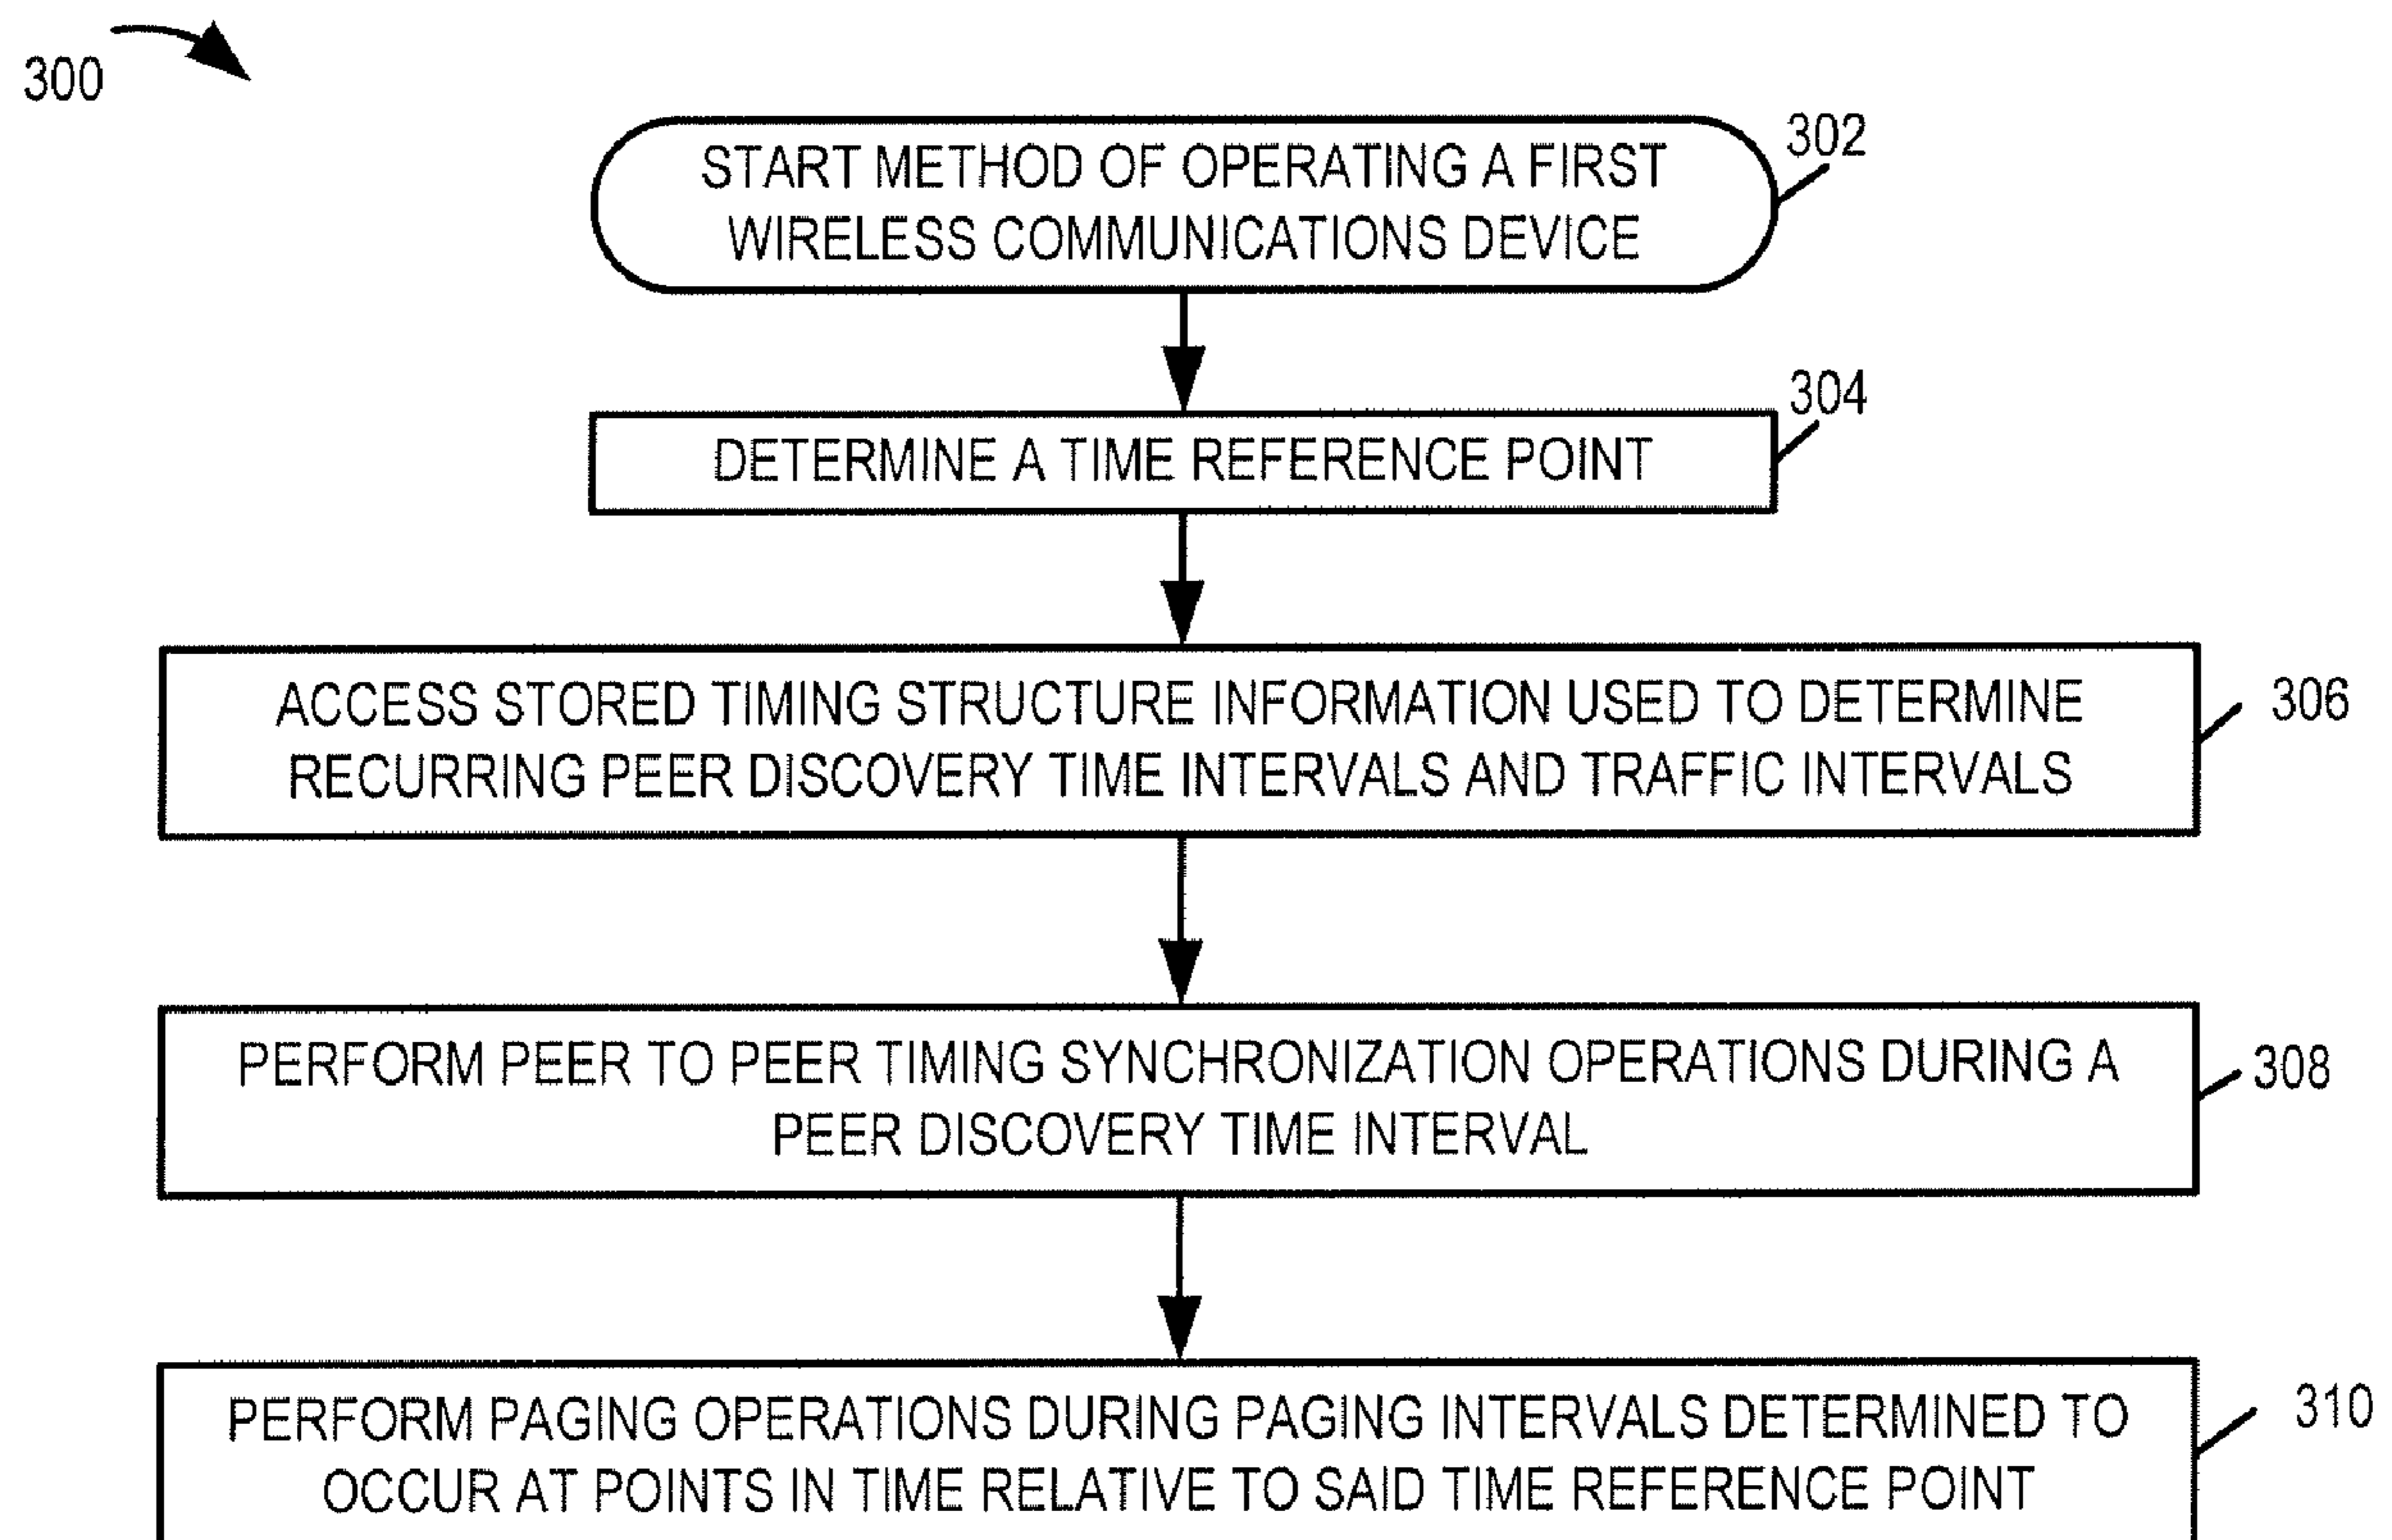 300
START METHOD OF OPERATING A FIRST
WIRELESS COMMUNICATIONS DEVICE
302
DETERMINE A TIME REFERENCE POINT
304
ACCESS STORED TIMING STRUCTURE INFORMATION USED TO DETERMINE
RECURRING PEER DISCOVERY TIME INTERVALS AND TRAFFIC INTERVALS
306
PERFORM PEER TO PEER TIMING SYNCHRONIZATION OPERATIONS DURING A
PEER DISCOVERY TIME INTERVAL
308
PERFORM PAGING OPERATIONS DURING PAGING INTERVALS DETERMINED TO
OCCUR AT POINTS IN TIME RELATIVE TO SAID TIME REFERENCE POINT
310